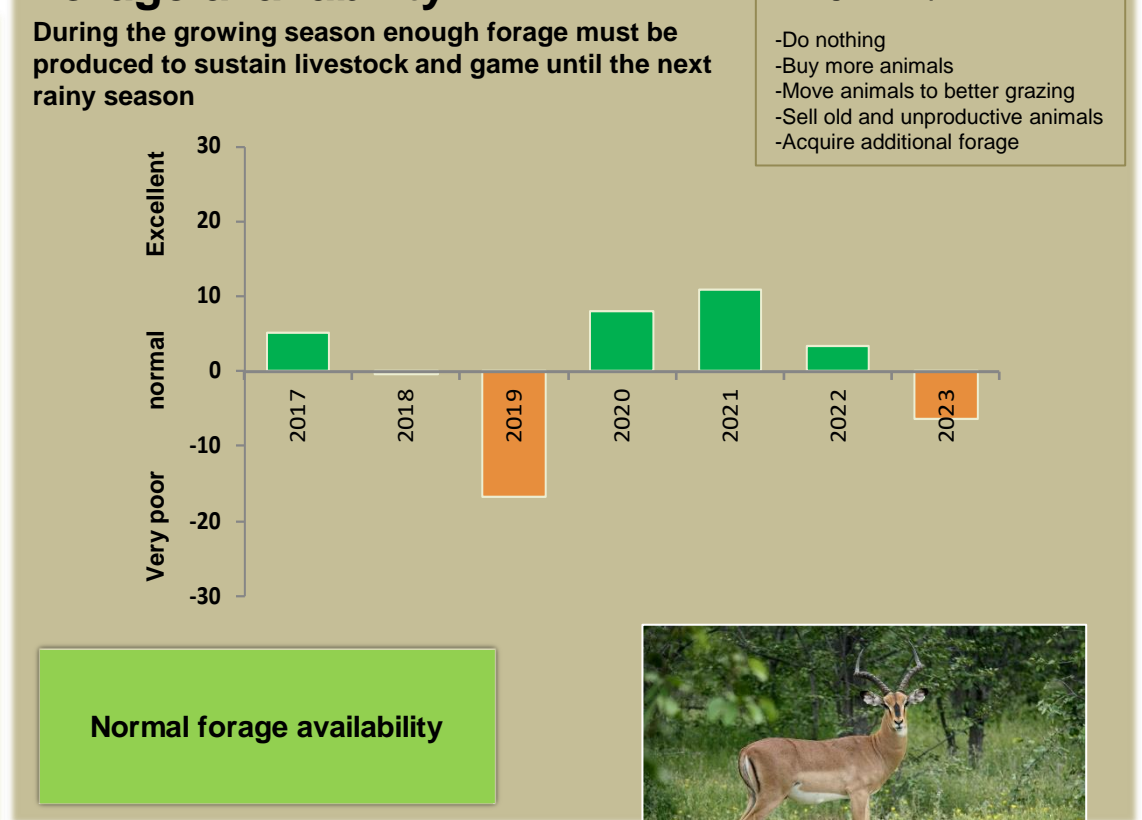 During the growing season enough forage must be
produced to sustain livestock and game until the next
rainy season
-Do nothing
-Buy more animals
-Move animals to better grazing
-Sell old and unproductive animals
-Acquire additional forage
Excellent
normal
Very poor
30
20
10
0
-10
-20
-30
2017
2018
2019
2020
2021
2022
2023
Normal forage availability